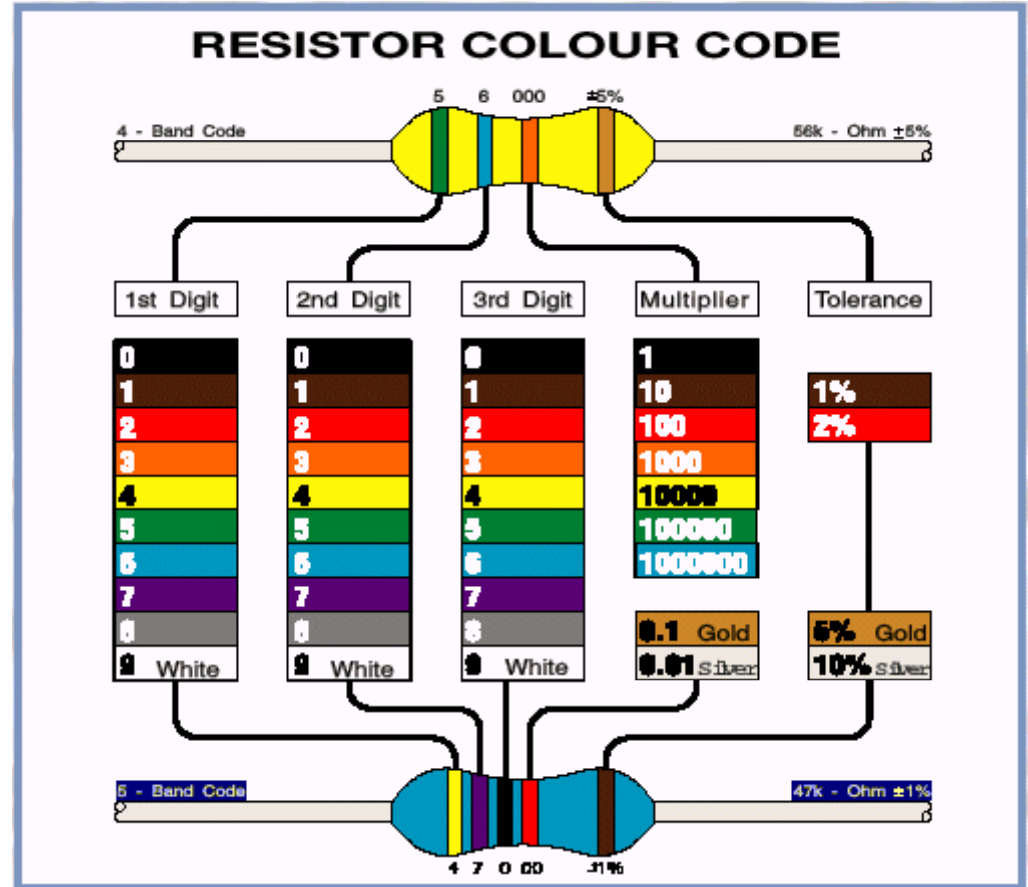 RESISTOR COLOUR CODE
5 6 000 ±5%
4 - Band Code 56k - Ohm ±5%
1st Digit 2nd Digit 3rd Digit Multiplier Tolerance
0 0 0 1
1 1 1 10 1%
2 2 2 100 2%
3 3 3 1000
4 4 4 10000
5 5 5 100000
6 6 6 1000000
7 7 7
8 8 8 0.1 Gold 5% Gold
9 White 9 White 9 White 0.01 Silver 10% Silver
5 - Band Code 47k - Ohm ±1%
4 7 0 00 ±1%